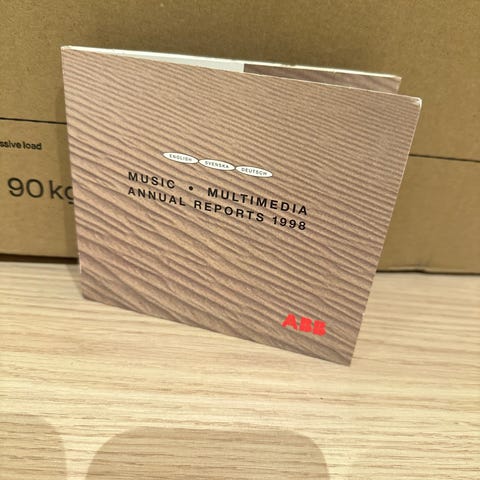 ssive load
90 kg
ENGLISH SVENSKA DEUTSCH
MUSIC • MULTIMEDIA
ANNUAL REPORTS 1998
ABB